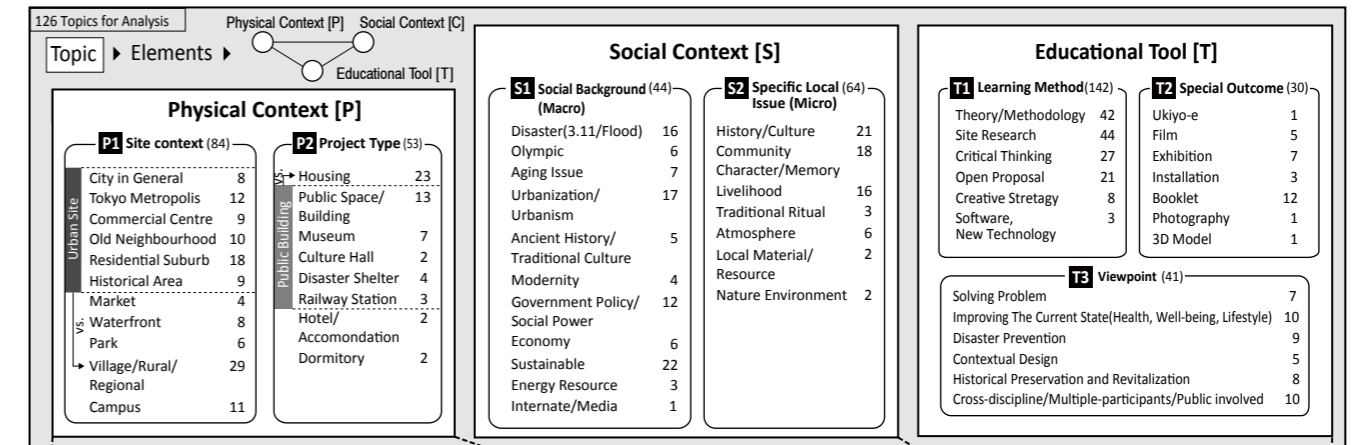 126 Topics for Analysis
Physical Context [P]
Social Context [C]
Topic ▸ Elements ▸
Educational Tool [T]
Physical Context [P]
P1 Site context (84)
Urban Site
City in General 8
Tokyo Metropolis 12
Commercial Centre 9
Old Neighbourhood 10
Residential Suburb 18
Historical Area 9
Market 4
vs.
Waterfront 8
Park 6
Village/Rural/ 29
Regional
Campus 11
P2 Project Type (53)
vs.
Housing 23
Public Building
Public Space/ 13
Building
Museum 7
Culture Hall 2
Disaster Shelter 4
Railway Station 3
Hotel/ 2
Accomondation
Dormitory 2
Social Context [S]
S1 Social Background (44)
(Macro)
Disaster(3.11/Flood) 16
Olympic 6
Aging Issue 7
Urbanization/ 17
Urbanism
Ancient History/ 5
Traditional Culture
Modernity 4
Government Policy/ 12
Social Power
Economy 6
Sustainable 22
Energy Resource 3
Internate/Media 1
S2 Specific Local (64)
Issue (Micro)
History/Culture 21
Community 18
Character/Memory
Livelihood 16
Traditional Ritual 3
Atmosphere 6
Local Material/ 2
Resource
Nature Environment 2
Educational Tool [T]
T1 Learning Method(142)
Theory/Methodology 42
Site Research 44
Critical Thinking 27
Open Proposal 21
Creative Stretagy 8
Software, 3
New Technology
T2 Special Outcome (30)
Ukiyo-e 1
Film 5
Exhibition 7
Installation 3
Booklet 12
Photography 1
3D Model 1
T3 Viewpoint (41)
Solving Problem 7
Improving The Current State(Health, Well-being, Lifestyle) 10
Disaster Prevention 9
Contextual Design 5
Historical Preservation and Revitalization 8
Cross-discipline/Multiple-participants/Public involved 10